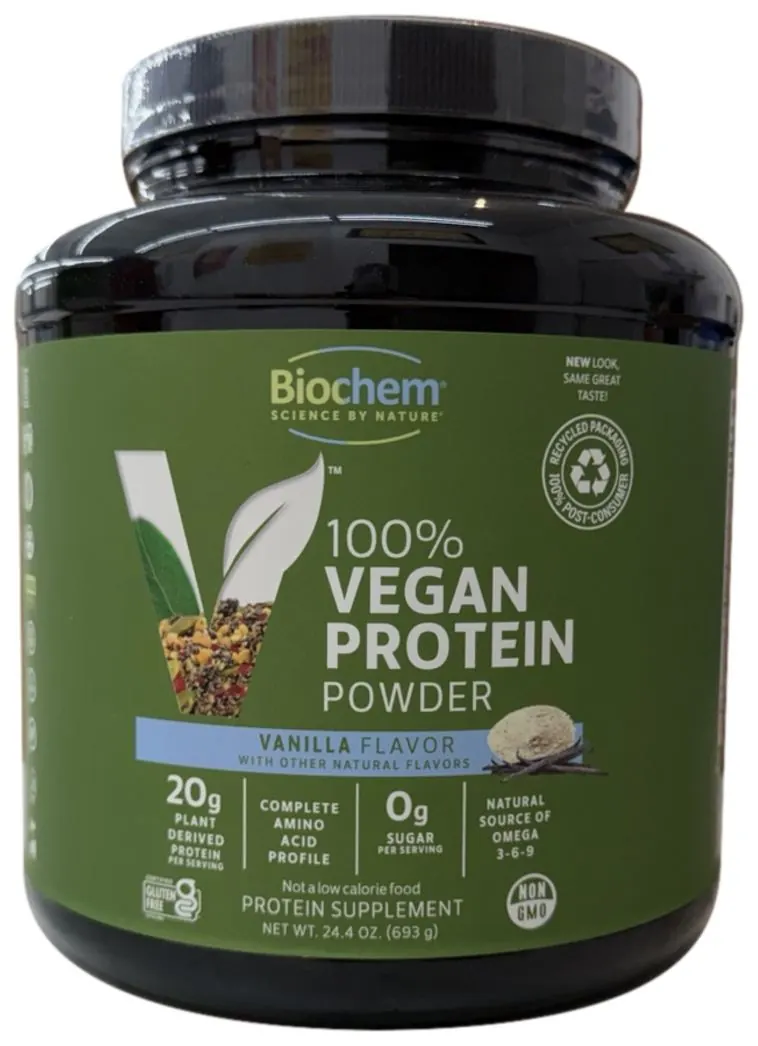 Biochem®
SCIENCE BY NATURE®
NEW LOOK,
SAME GREAT
TASTE!
RECYCLED PACKAGING
100% POST-CONSUMER
™
100%
VEGAN
PROTEIN
POWDER
VANILLA FLAVOR
WITH OTHER NATURAL FLAVORS
20g
PLANT
DERIVED
PROTEIN
PER SERVING
COMPLETE
AMINO
ACID
PROFILE
0g
SUGAR
PER SERVING
NATURAL
SOURCE OF
OMEGA
3-6-9
CERTIFIED
GLUTEN
FREE
Not a low calorie food
PROTEIN SUPPLEMENT
NET WT. 24.4 OZ. (693 g)
NON
GMO